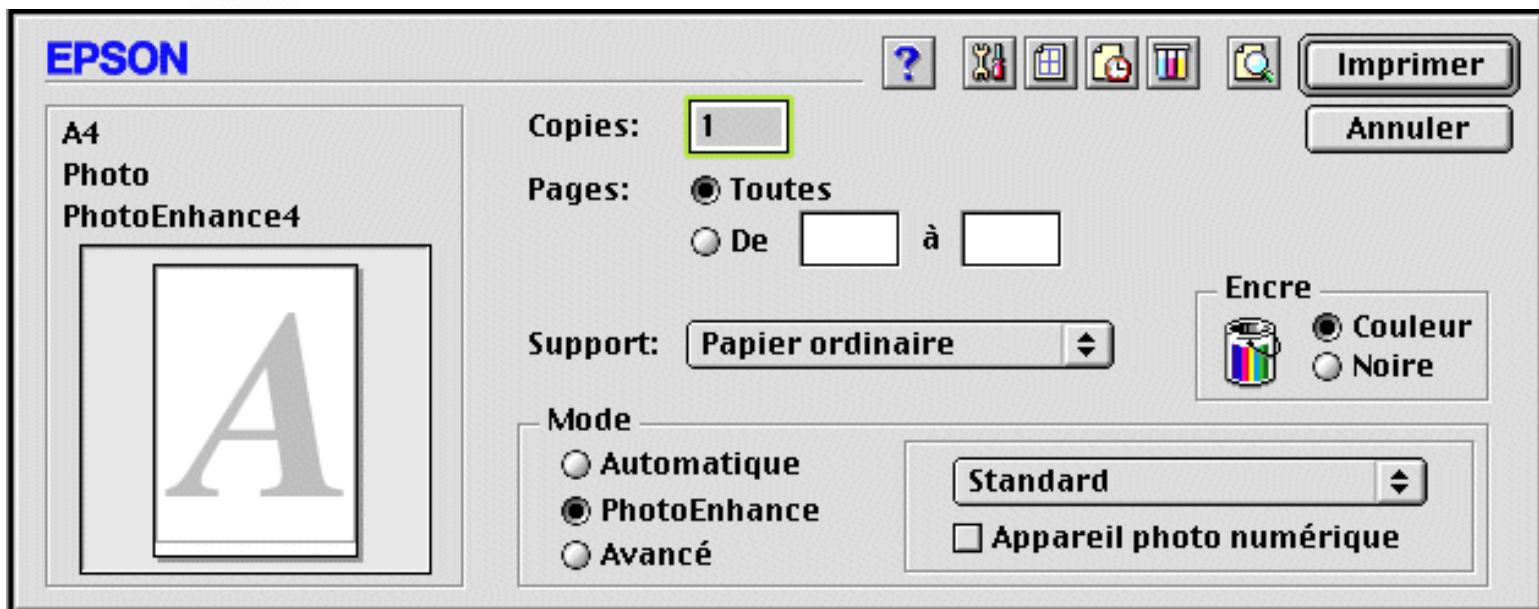 EPSON
?
Imprimer
Annuler
A4
Photo
PhotoEnhance4
A
Copies: 1
Pages: Toutes
De à
Encre
Couleur
Noire
Support: Papier ordinaire
Mode
Automatique
PhotoEnhance
Avancé
Standard
Appareil photo numérique